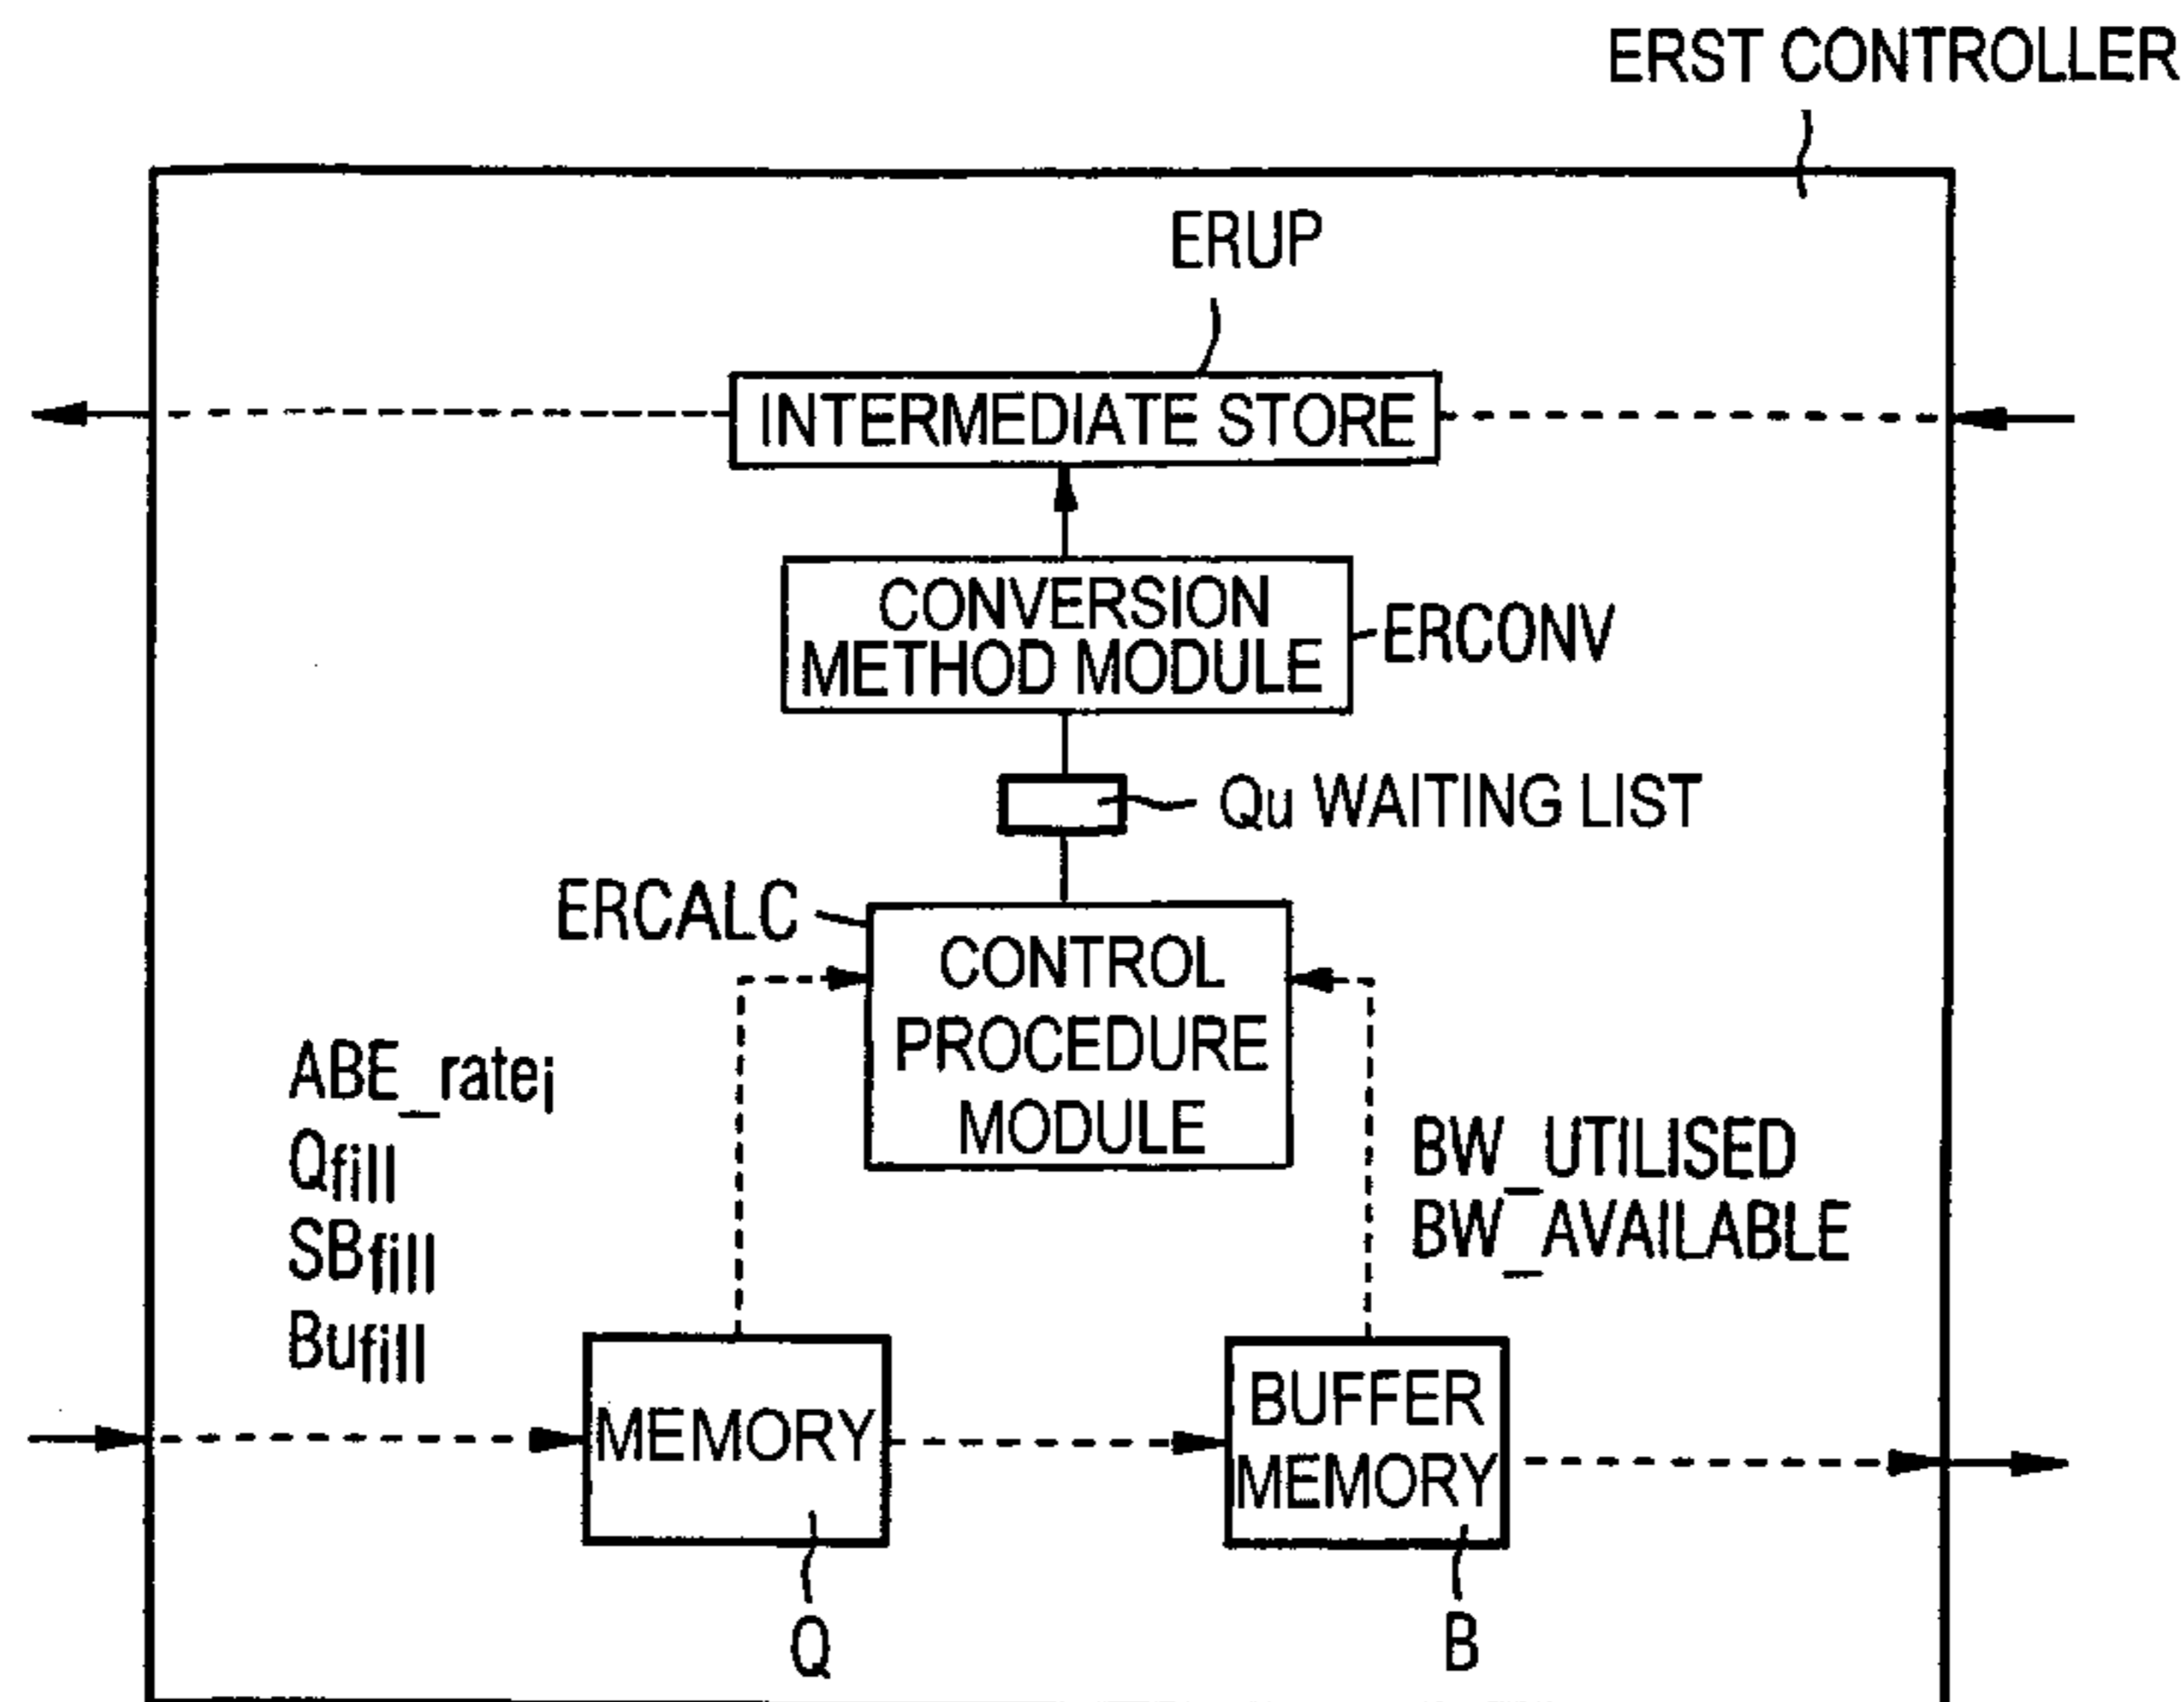 ERST CONTROLLER
ERUP
INTERMEDIATE STORE
CONVERSION
METHOD MODULE
ERCONV
Qu WAITING LIST
ERCALC
CONTROL
PROCEDURE
MODULE
ABE_ratei
Qfill
SBfill
Bufill
BW_UTILISED
BW_AVAILABLE
MEMORY
BUFFER
MEMORY
Q
B